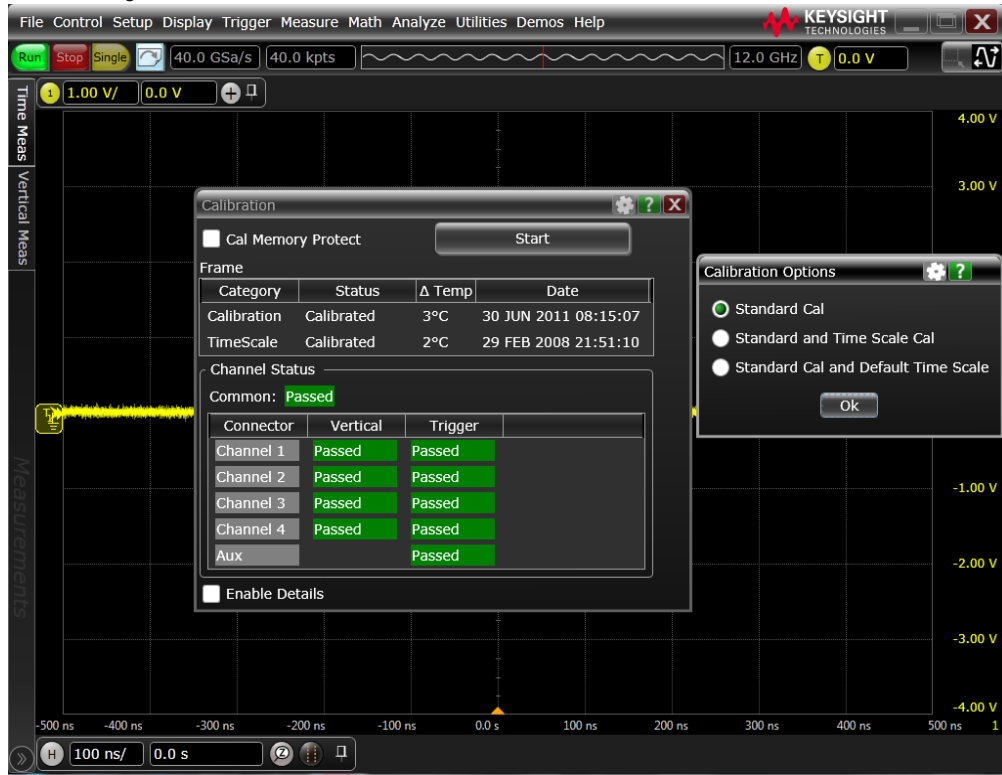 File Control Setup Display Trigger Measure Math Analyze Utilities Demos Help
KEYSIGHT
TECHNOLOGIES
X
Run Stop Single 40.0 GSa/s 40.0 kpts 12.0 GHz T 0.0 V
1 1.00 V/ 0.0 V +
Time Meas
Vertical Meas
Measurements
4.00 V
3.00 V
Calibration ? X
Cal Memory Protect Start
Frame
Category Status Δ Temp Date
Calibration Calibrated 3°C 30 JUN 2011 08:15:07
TimeScale Calibrated 2°C 29 FEB 2008 21:51:10
Channel Status
Common: Passed
Connector Vertical Trigger
Channel 1 Passed Passed
Channel 2 Passed Passed
Channel 3 Passed Passed
Channel 4 Passed Passed
Aux Passed
Enable Details
Calibration Options ?
Standard Cal
Standard and Time Scale Cal
Standard Cal and Default Time Scale
Ok
-1.00 V
-2.00 V
-3.00 V
-4.00 V
-500 ns -400 ns -300 ns -200 ns -100 ns 0.0 s 100 ns 200 ns 300 ns 400 ns 500 ns 1
H 100 ns/ 0.0 s